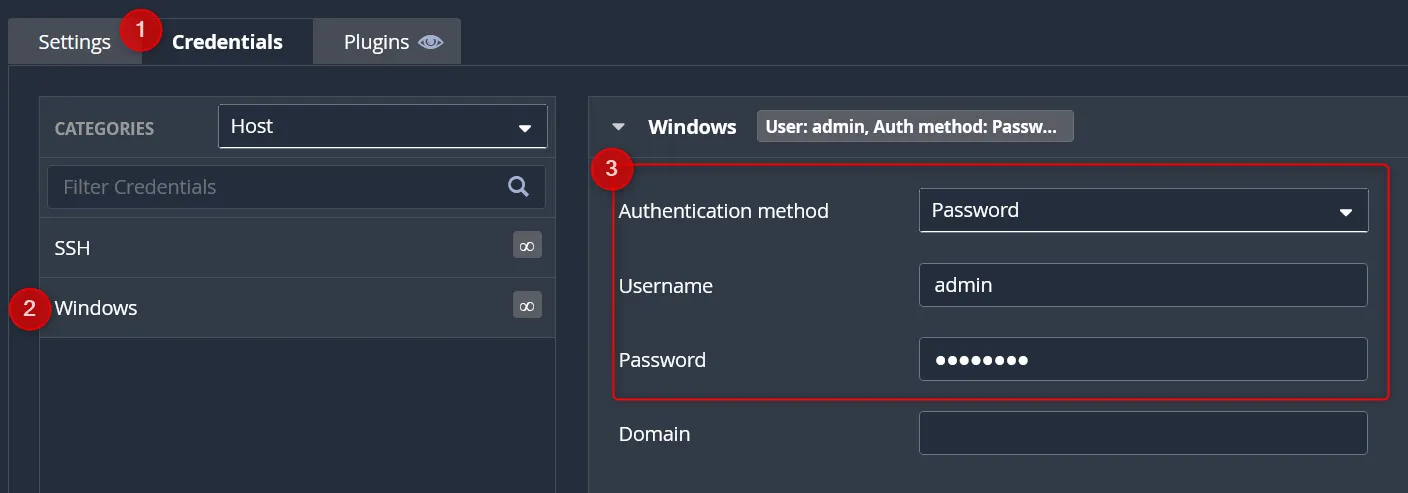 1
Settings Credentials Plugins
CATEGORIES Host
Windows User: admin, Auth method: Passw...
Filter Credentials
3
Authentication method Password
SSH ∞
Username admin
2
Windows ∞
Password ●●●●●●●●
Domain